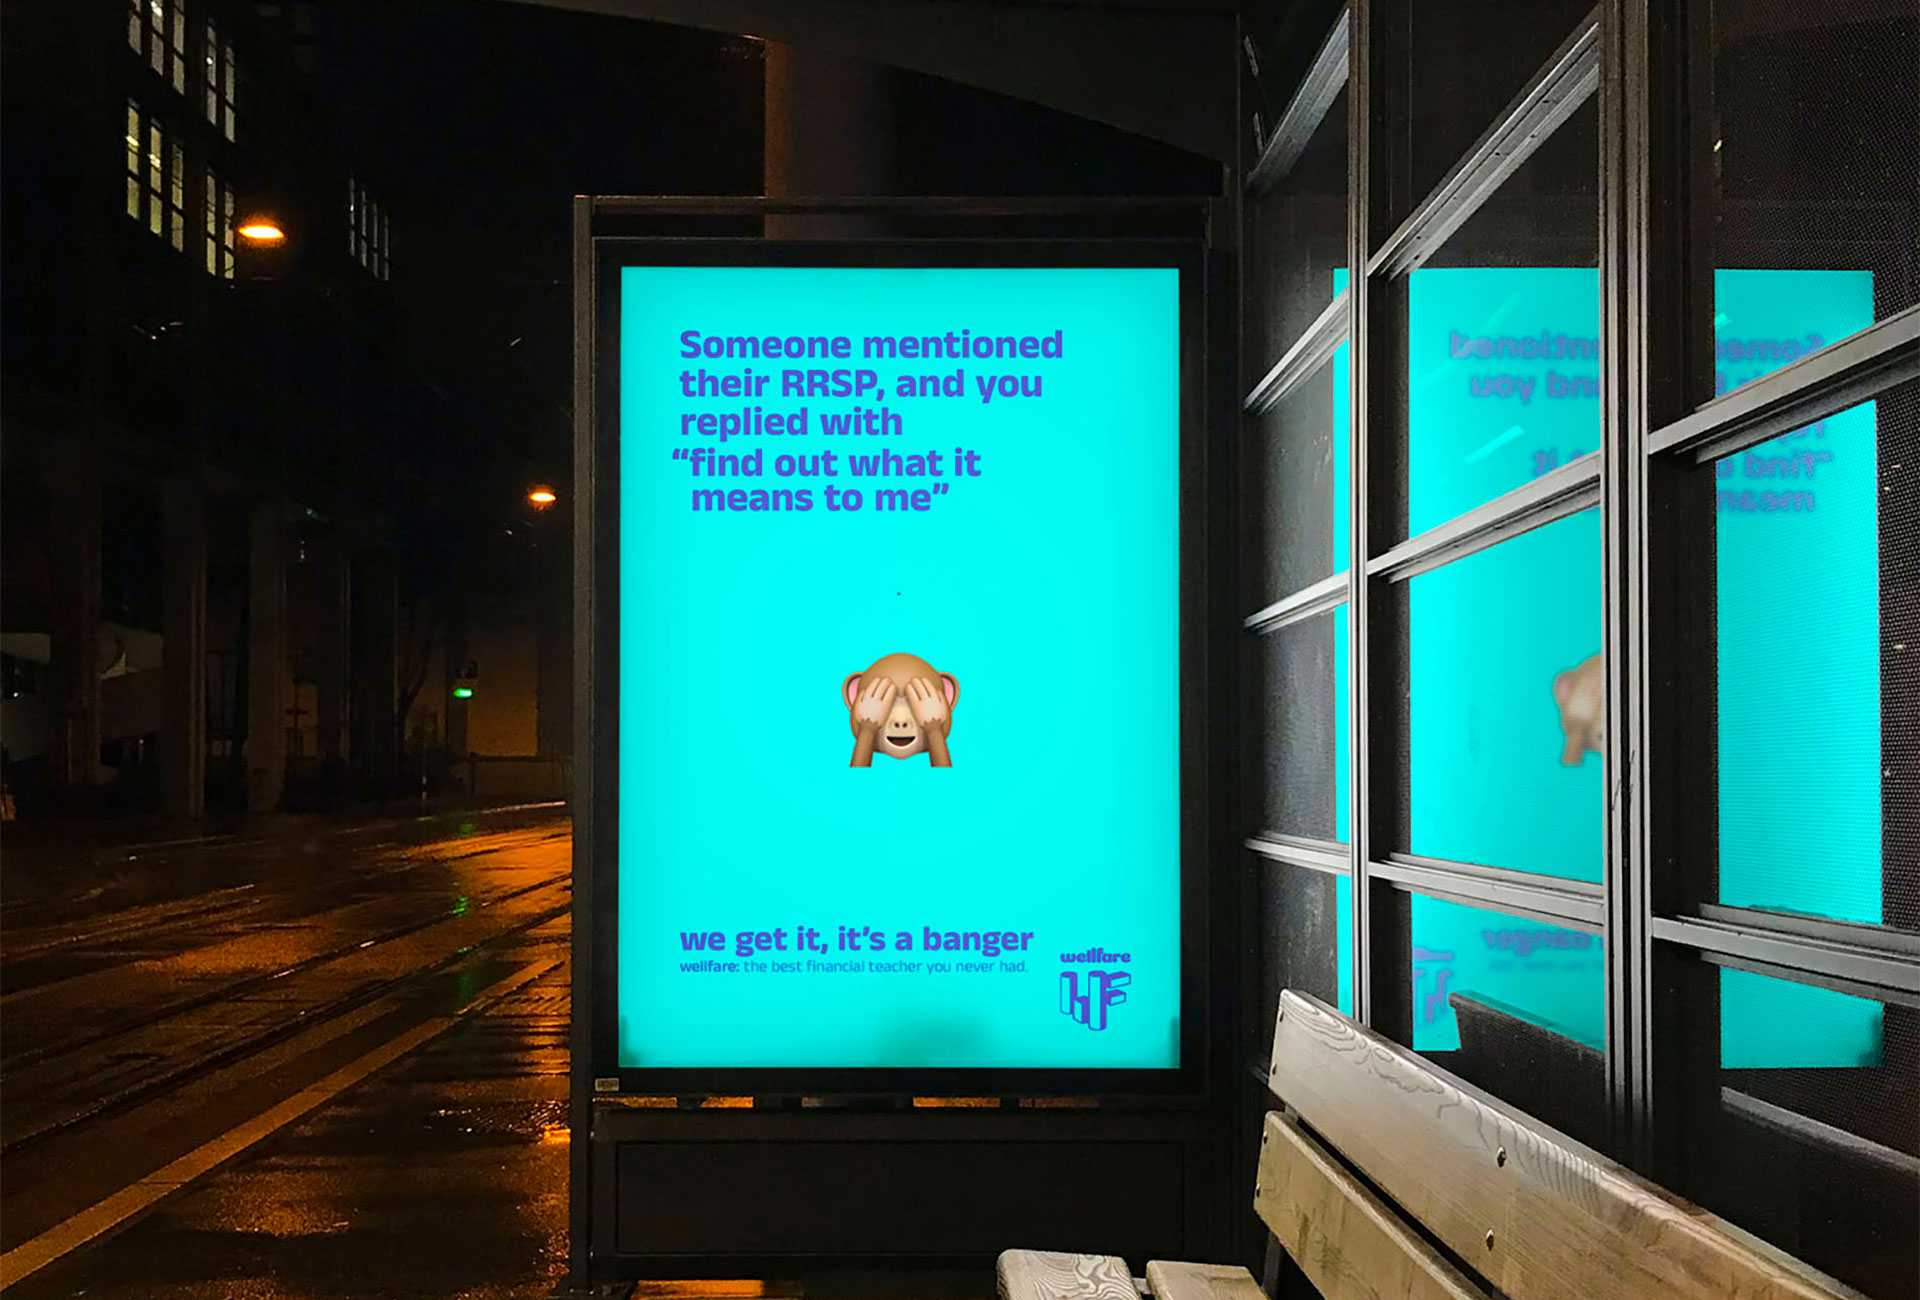 Someone mentioned
their RRSP, and you
replied with
“find out what it
means to me”
we get it, it’s a banger
wellfare: the best financial teacher you never had.
wellfare
WF